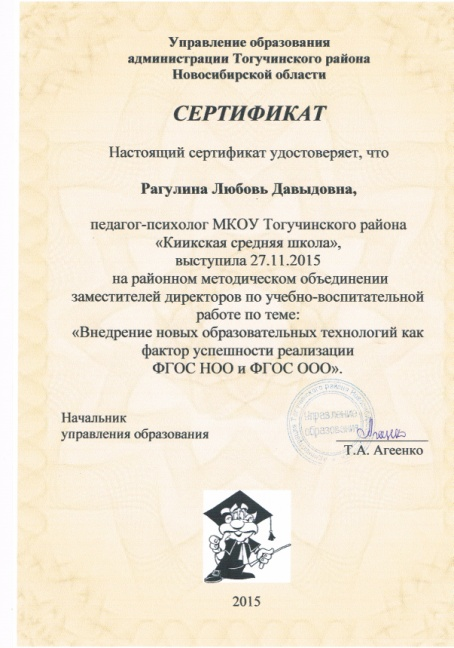 Управление образования
администрации Тогучинского района
Новосибирской области
СЕРТИФИКАТ
Настоящий сертификат удостоверяет, что
Рагулина Любовь Давыдовна,
педагог-психолог МКОУ Тогучинского района
«Киикская средняя школа»,
выступила 27.11.2015
на районном методическом объединении
заместителей директоров по учебно-воспитательной
работе по теме:
«Внедрение новых образовательных технологий как
фактор успешности реализации
ФГОС НОО и ФГОС ООО».
Управление
образования
Начальник
управления образования
Т.А. Агеенко
2015